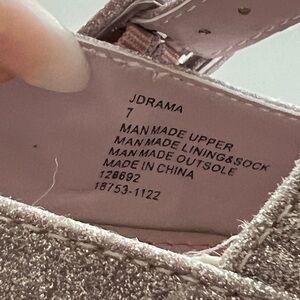 JDRAMA
7
MAN MADE UPPER
MAN MADE LINING&SOCK
MAN MADE OUTSOLE
MADE IN CHINA
128692
18753-1122